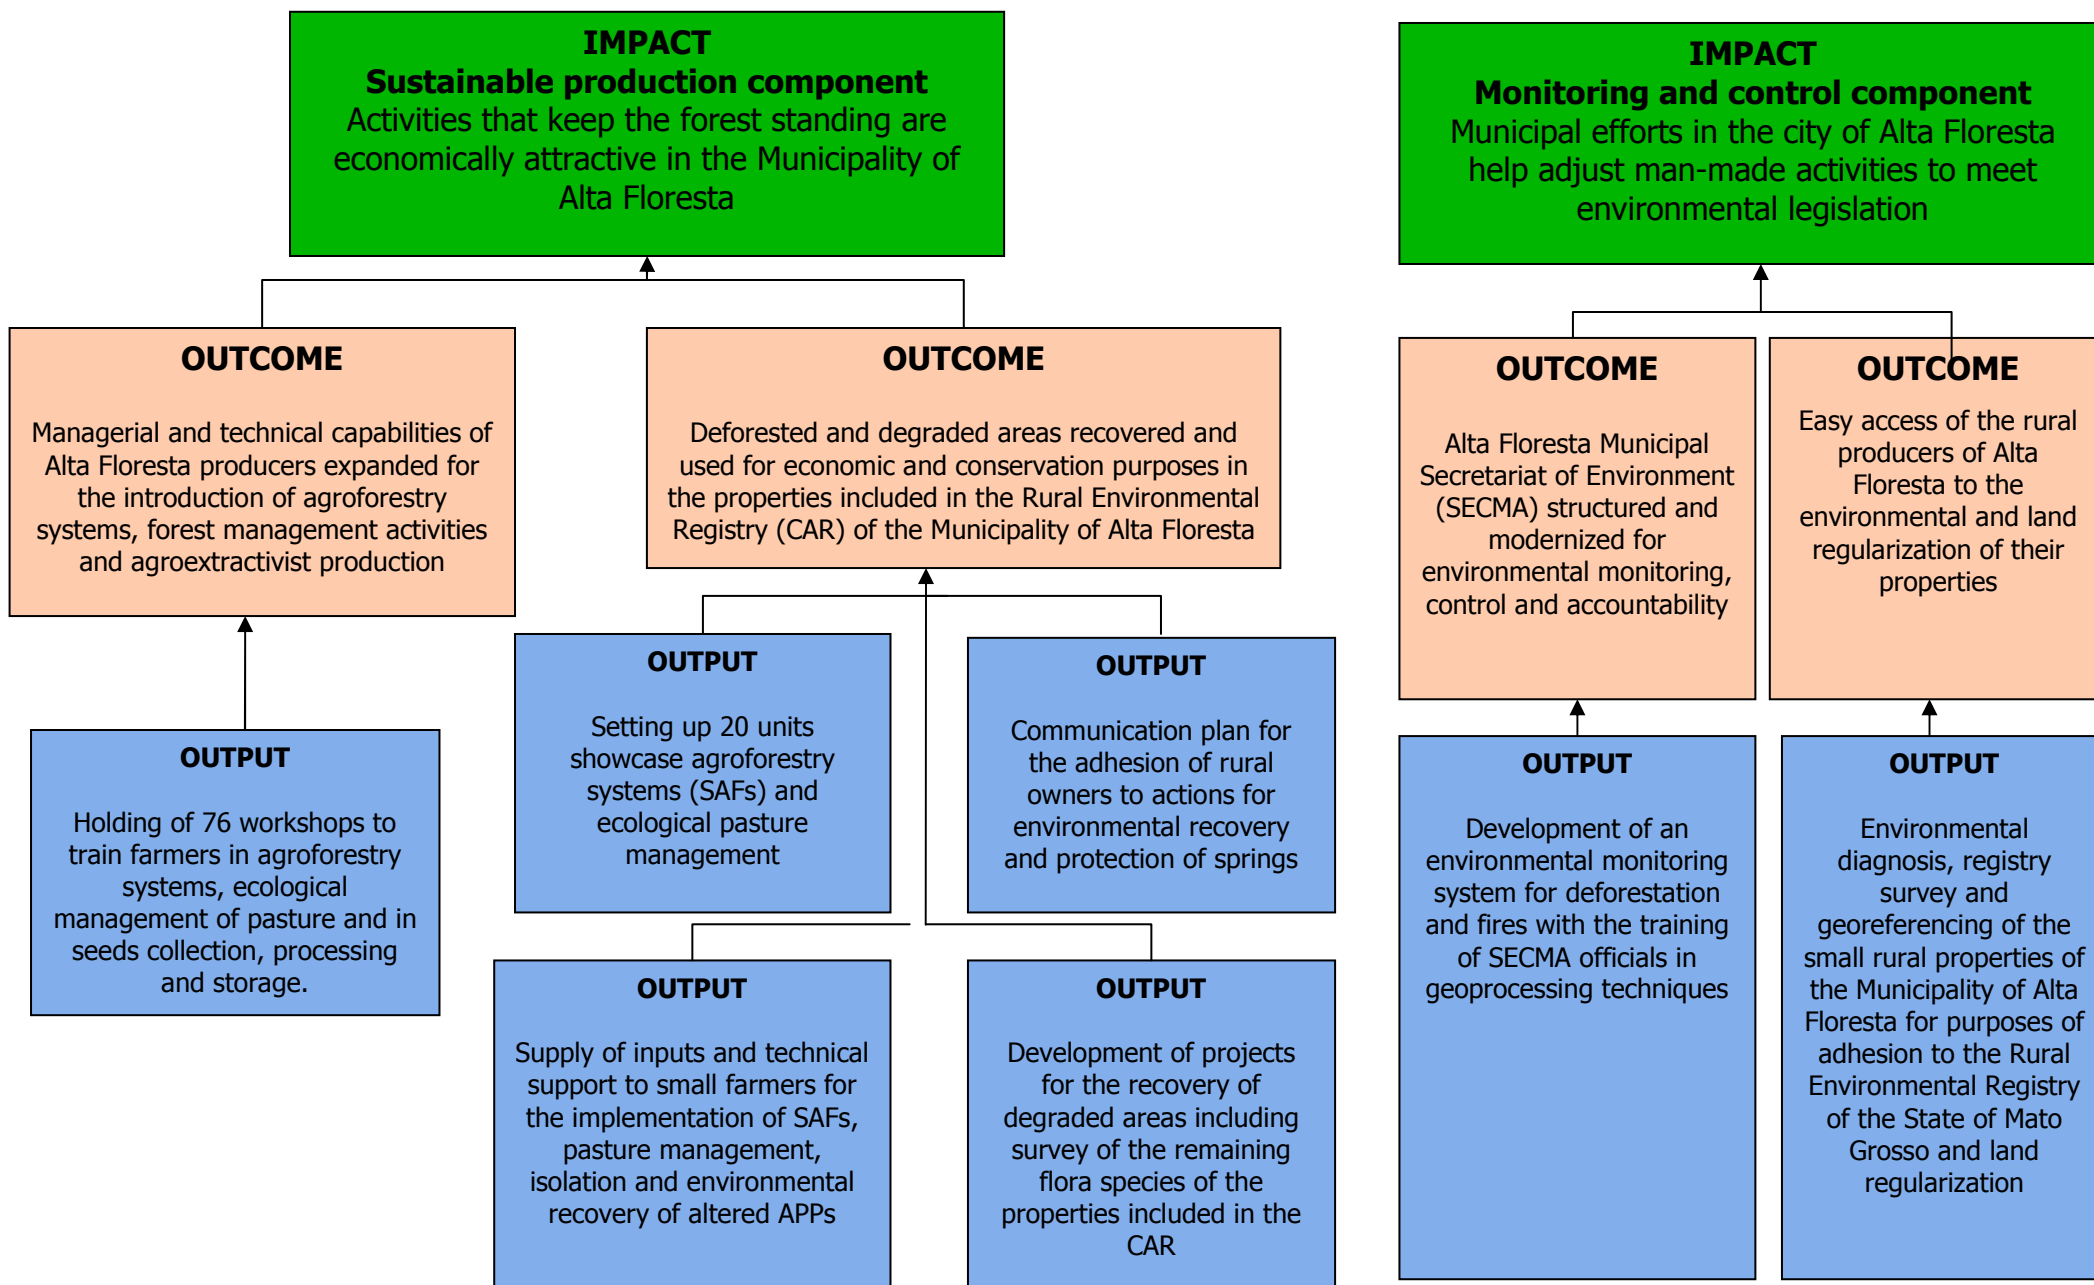 IMPACT
Sustainable production component
Activities that keep the forest standing are
economically attractive in the Municipality of
Alta Floresta
IMPACT
Monitoring and control component
Municipal efforts in the city of Alta Floresta
help adjust man-made activities to meet
environmental legislation
OUTCOME
Managerial and technical capabilities of
Alta Floresta producers expanded for
the introduction of agroforestry
systems, forest management activities
and agroextractivist production
OUTCOME
Deforested and degraded areas recovered and
used for economic and conservation purposes in
the properties included in the Rural Environmental
Registry (CAR) of the Municipality of Alta Floresta
OUTCOME
Alta Floresta Municipal
Secretariat of Environment
(SECMA) structured and
modernized for
environmental monitoring,
control and accountability
OUTCOME
Easy access of the rural
producers of Alta
Floresta to the
environmental and land
regularization of their
properties
OUTPUT
Holding of 76 workshops to
train farmers in agroforestry
systems, ecological
management of pasture and in
seeds collection, processing
and storage.
OUTPUT
Setting up 20 units
showcase agroforestry
systems (SAFs) and
ecological pasture
management
OUTPUT
Communication plan for
the adhesion of rural
owners to actions for
environmental recovery
and protection of springs
OUTPUT
Supply of inputs and technical
support to small farmers for
the implementation of SAFs,
pasture management,
isolation and environmental
recovery of altered APPs
OUTPUT
Development of projects
for the recovery of
degraded areas including
survey of the remaining
flora species of the
properties included in the
CAR
OUTPUT
Development of an
environmental monitoring
system for deforestation
and fires with the training
of SECMA officials in
geoprocessing techniques
OUTPUT
Environmental
diagnosis, registry
survey and
georeferencing of the
small rural properties of
the Municipality of Alta
Floresta for purposes of
adhesion to the Rural
Environmental Registry
of the State of Mato
Grosso and land
regularization